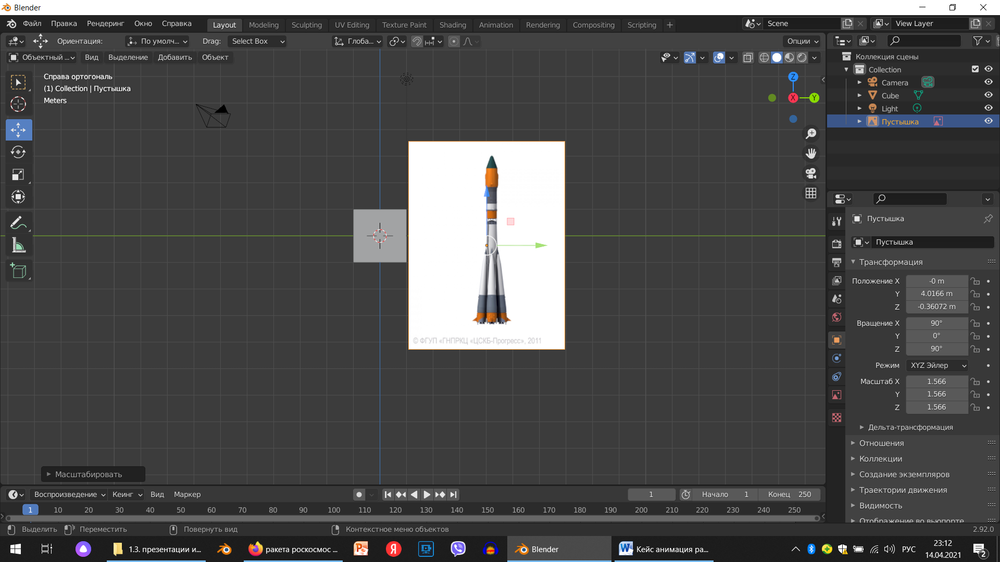 Blender
Файл Правка Рендеринг Окно Справка Layout Modeling Sculpting UV Editing Texture Paint Shading Animation Rendering Compositing Scripting + Scene View Layer
Ориентация: По умолч... Drag: Select Box Глоба... Опции
Объектный ... Вид Выделение Добавить Объект
Справа ортогональ
(1) Collection | Пустышка
Meters
Z
X
Y
© ФГУП «ГНПРКЦ «ЦСКБ-Прогресс», 2011
Масштабировать
Коллекция сцены
Collection
Camera
Cube
Light
Пустышка
Пустышка
Пустышка
Трансформация
Положение X -0 m
Y 4.0166 m
Z -0.36072 m
Вращение X 90°
Y 0°
Z 90°
Режим XYZ Эйлер
Масштаб X 1.566
Y 1.566
Z 1.566
Дельта-трансформация
Отношения
Коллекции
Создание экземпляров
Траектории движения
Видимость
Отображение во вьюпорте
Воспроизведение Кеинг Вид Маркер 1 Начало 1 Конец 250
1 10 20 30 40 50 60 70 80 90 100 110 120 130 140 150 160 170 180 190 200 210 220 230 240 250
Выделить Переместить Повернуть вид Контекстное меню объектов 2.92.0
1.3. презентации и... ракета роскосмос ... Blender Кейс анимация ра... РУС
23:12
14.04.2021
2